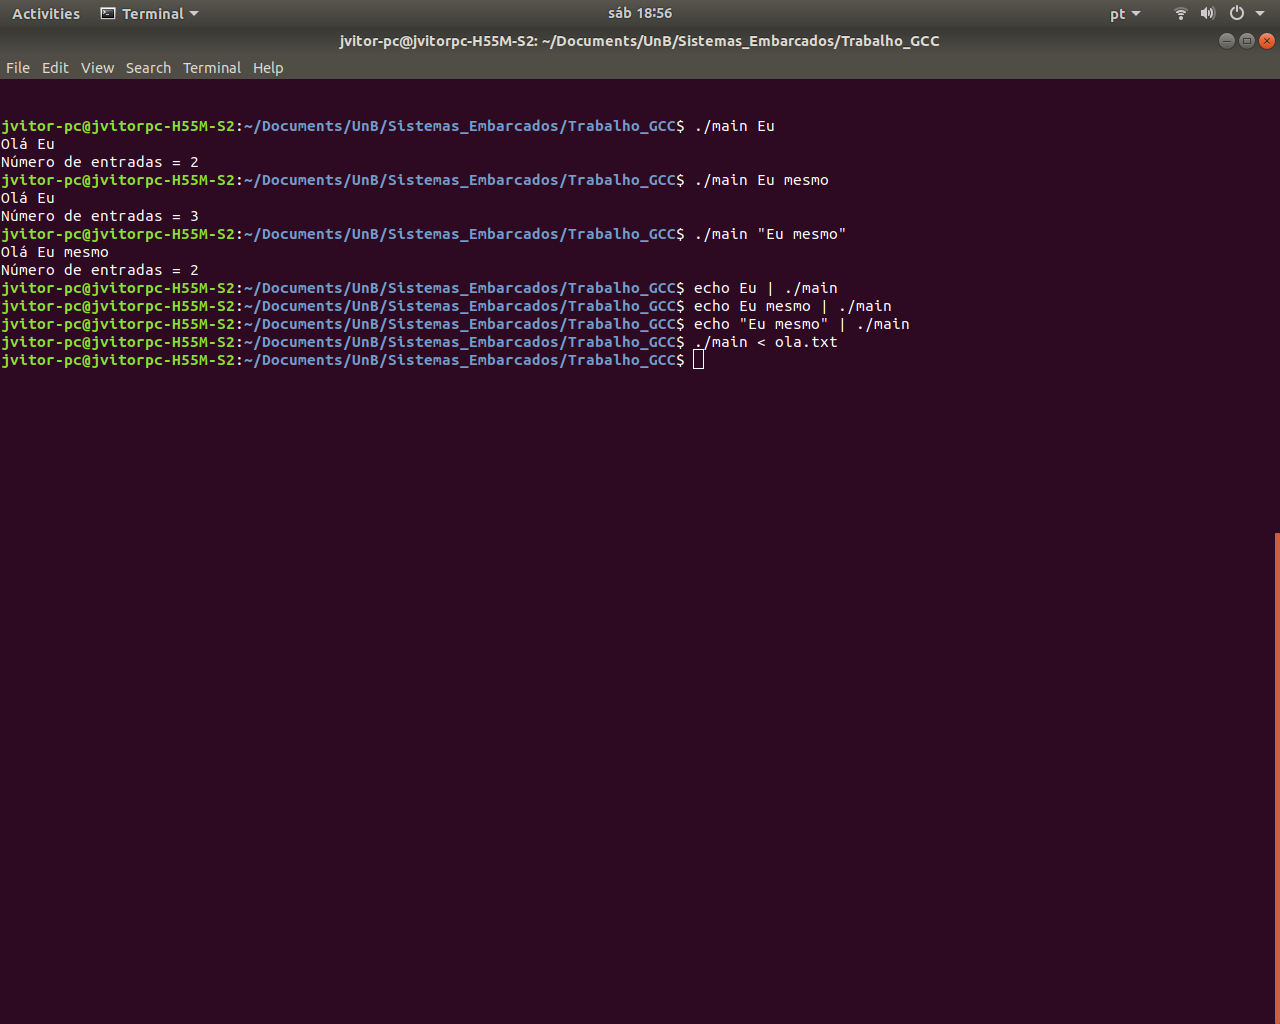 Activities Terminal sáb 18:56 pt
jvitor-pc@jvitorpc-H55M-S2: ~/Documents/UnB/Sistemas_Embarcados/Trabalho_GCC
File Edit View Search Terminal Help
jvitor-pc@jvitorpc-H55M-S2:~/Documents/UnB/Sistemas_Embarcados/Trabalho_GCC$ ./main Eu
Olá Eu
Número de entradas = 2
jvitor-pc@jvitorpc-H55M-S2:~/Documents/UnB/Sistemas_Embarcados/Trabalho_GCC$ ./main Eu mesmo
Olá Eu
Número de entradas = 3
jvitor-pc@jvitorpc-H55M-S2:~/Documents/UnB/Sistemas_Embarcados/Trabalho_GCC$ ./main "Eu mesmo"
Olá Eu mesmo
Número de entradas = 2
jvitor-pc@jvitorpc-H55M-S2:~/Documents/UnB/Sistemas_Embarcados/Trabalho_GCC$ echo Eu | ./main
jvitor-pc@jvitorpc-H55M-S2:~/Documents/UnB/Sistemas_Embarcados/Trabalho_GCC$ echo Eu mesmo | ./main
jvitor-pc@jvitorpc-H55M-S2:~/Documents/UnB/Sistemas_Embarcados/Trabalho_GCC$ echo "Eu mesmo" | ./main
jvitor-pc@jvitorpc-H55M-S2:~/Documents/UnB/Sistemas_Embarcados/Trabalho_GCC$ ./main < ola.txt
jvitor-pc@jvitorpc-H55M-S2:~/Documents/UnB/Sistemas_Embarcados/Trabalho_GCC$